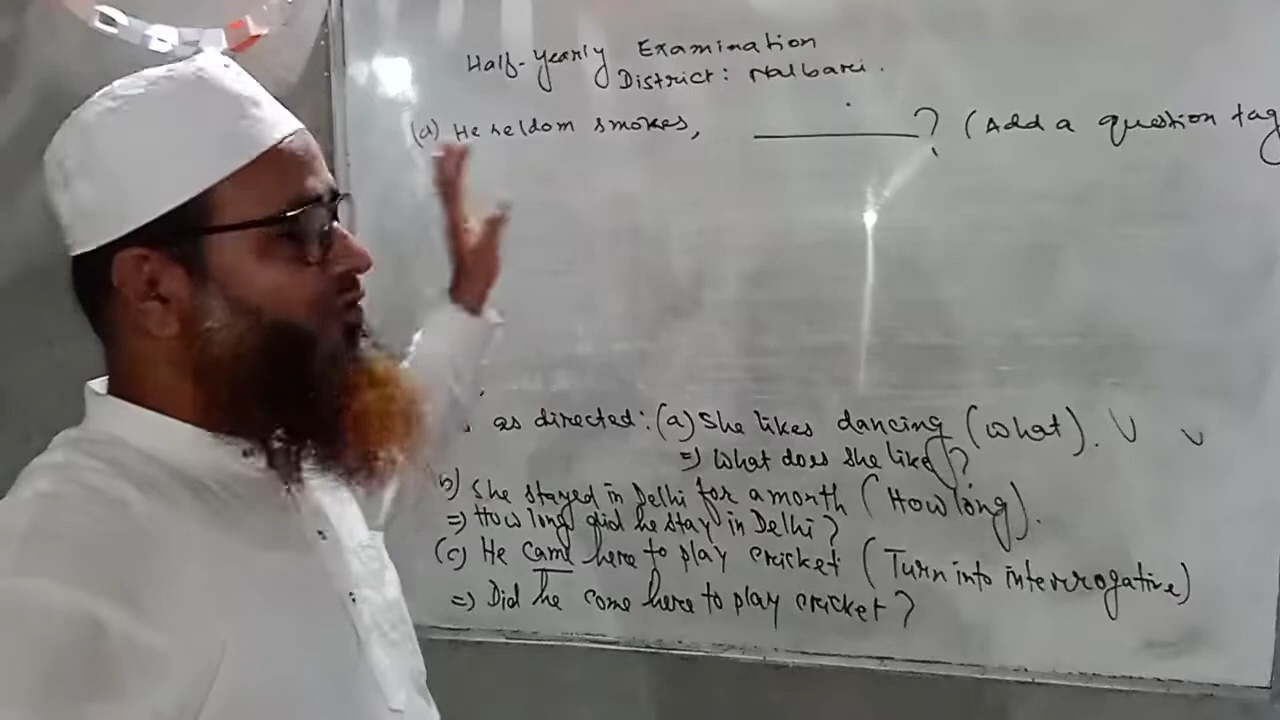 Half-yearly Examination
District: Nalbari.
(a) He seldom smokes, ? (Add a question tag
as directed: (a) She likes dancing (what).
⇒ What does she like?
b) She stayed in Delhi for a month (How long).
⇒ How long did he stay in Delhi?
(c) He came here to play cricket (Turn into interrogative)
⇒ Did he come here to play cricket?